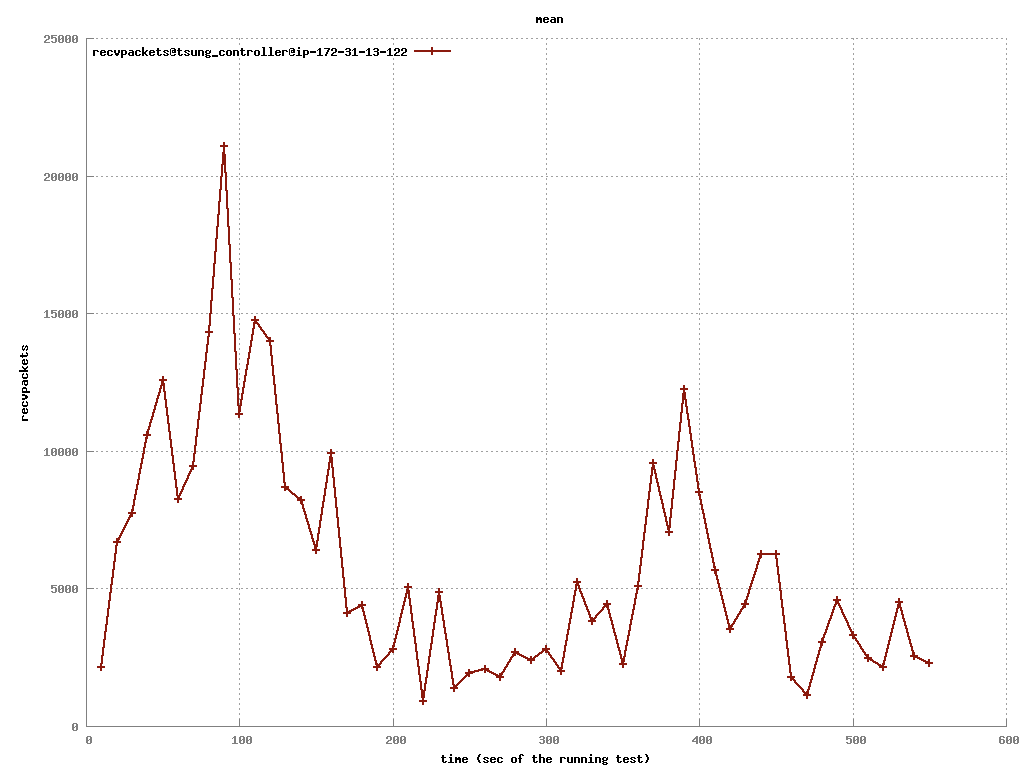 mean
25000
recvpackets@tsung_controller@ip-172-31-13-122
20000
15000
recvpackets
10000
5000
0
0 100 200 300 400 500 600
time (sec of the running test)